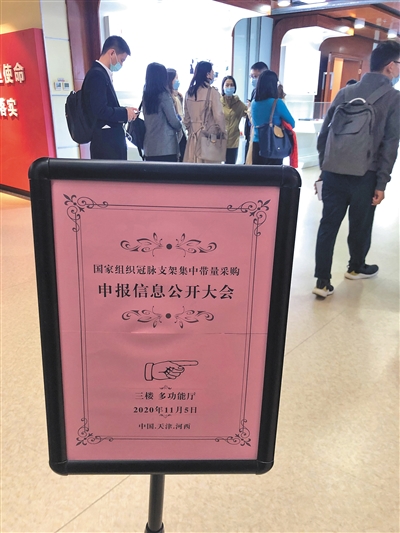 使命
落实
国家组织冠脉支架集中带量采购
申报信息公开大会
三楼 多功能厅
2020年11月5日
中国.天津.河西